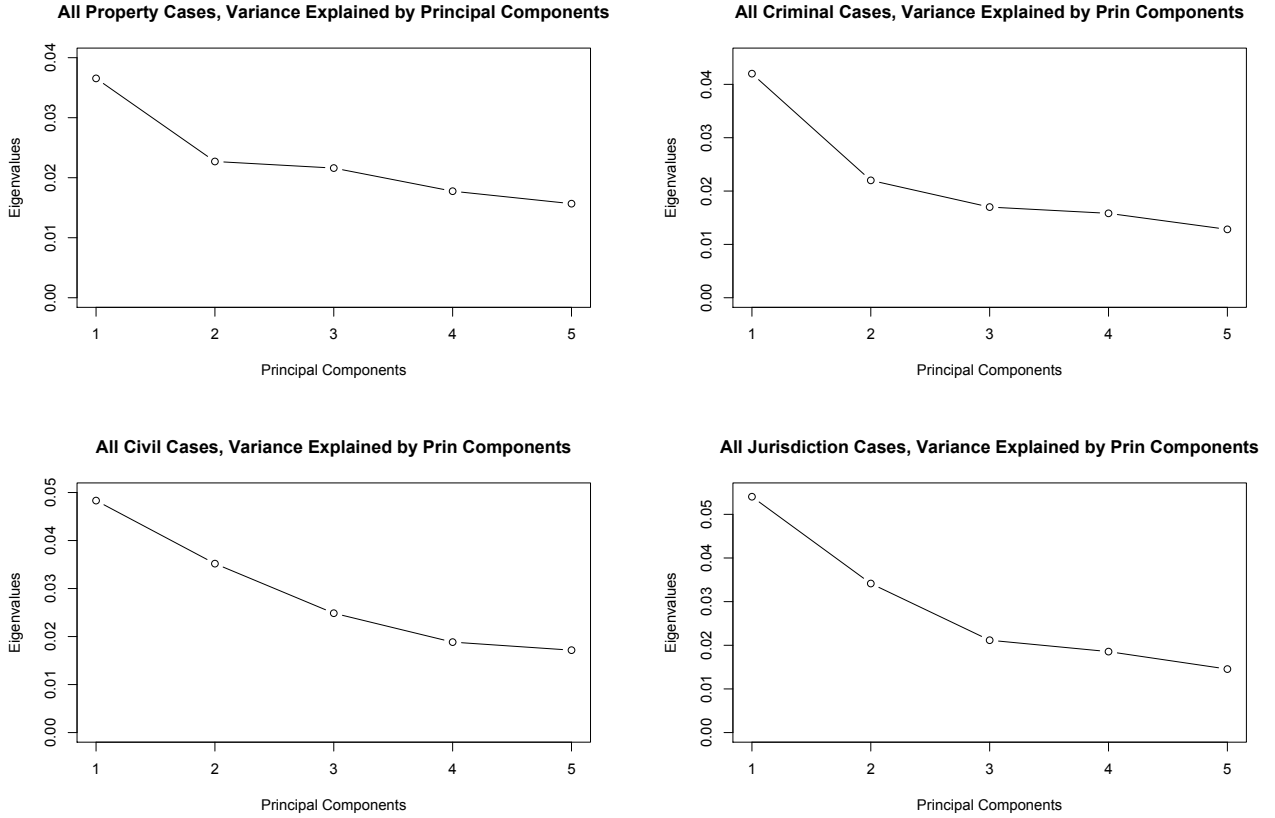 All Property Cases, Variance Explained by Principal Components
Eigenvalues
0.04
0.03
0.02
0.01
0.00
1 2 3 4 5
Principal Components
All Criminal Cases, Variance Explained by Prin Components
Eigenvalues
0.04
0.03
0.02
0.01
0.00
1 2 3 4 5
Principal Components
All Civil Cases, Variance Explained by Prin Components
Eigenvalues
0.05
0.04
0.03
0.02
0.01
0.00
1 2 3 4 5
Principal Components
All Jurisdiction Cases, Variance Explained by Prin Components
Eigenvalues
0.05
0.04
0.03
0.02
0.01
0.00
1 2 3 4 5
Principal Components